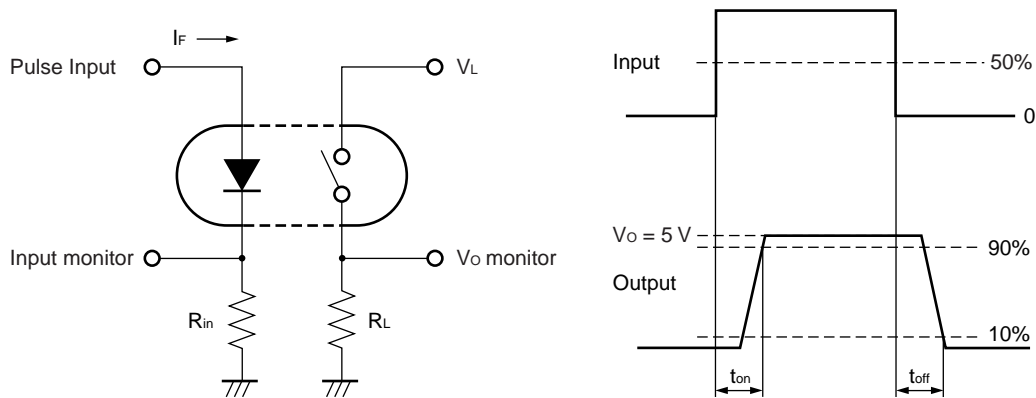 IF
Pulse Input
VL
Input monitor
VO monitor
Rin
RL
Input
50%
0
VO = 5 V
90%
Output
10%
ton
toff